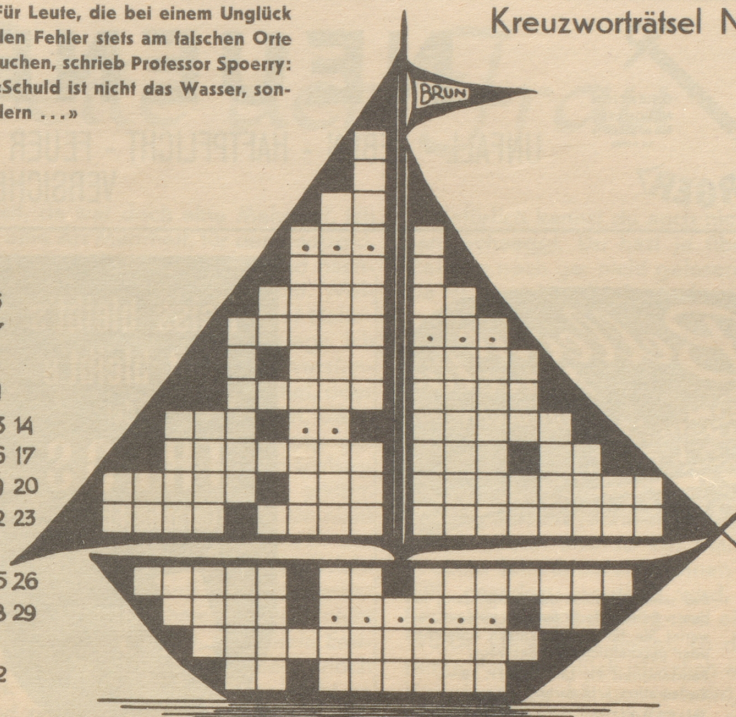 Für Leute, die bei einem Unglück
den Fehler stets am falschen Orte
suchen, schrieb Professor Spoerry:
«Schuld ist nicht das Wasser, son-
dern ...»
Kreuzworträtsel N
BRUN
14
17
20
23
26
29